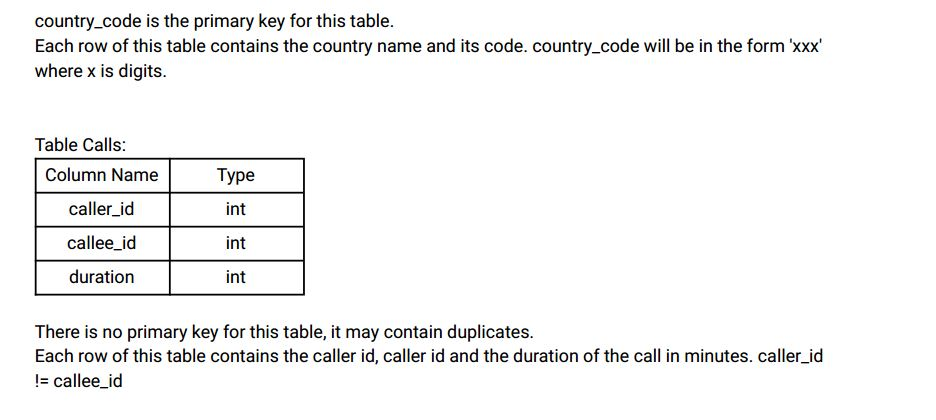 country_code is the primary key for this table.
Each row of this table contains the country name and its code. country_code will be in the form 'xxx'
where x is digits.
Table Calls:
Column Name Type
caller_id int
callee_id int
duration int
There is no primary key for this table, it may contain duplicates.
Each row of this table contains the caller id, caller id and the duration of the call in minutes. caller_id
!= callee_id